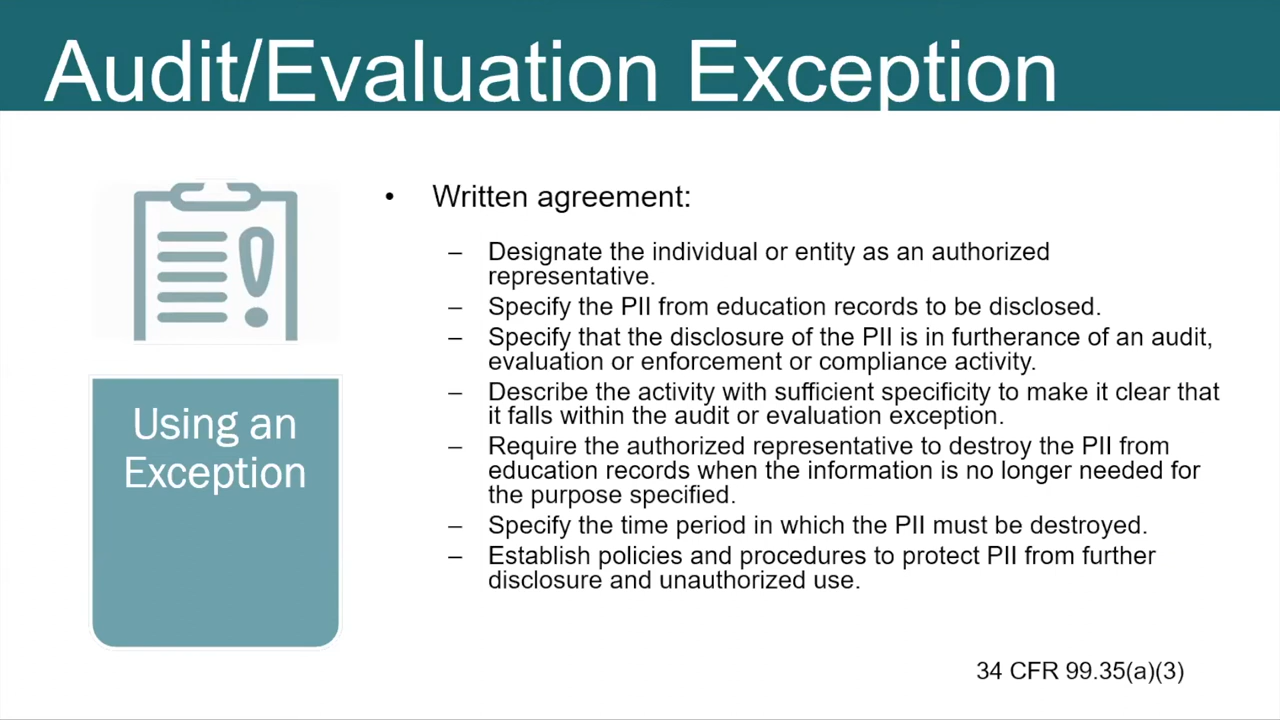 Audit/Evaluation Exception
Using an
Exception
• Written agreement:
– Designate the individual or entity as an authorized
representative.
– Specify the PII from education records to be disclosed.
– Specify that the disclosure of the PII is in furtherance of an audit,
evaluation or enforcement or compliance activity.
– Describe the activity with sufficient specificity to make it clear that
it falls within the audit or evaluation exception.
– Require the authorized representative to destroy the PII from
education records when the information is no longer needed for
the purpose specified.
– Specify the time period in which the PII must be destroyed.
– Establish policies and procedures to protect PII from further
disclosure and unauthorized use.
34 CFR 99.35(a)(3)